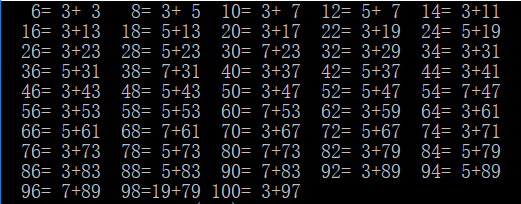 6= 3+ 3 8= 3+ 5 10= 3+ 7 12= 5+ 7 14= 3+11
16= 3+13 18= 5+13 20= 3+17 22= 3+19 24= 5+19
26= 3+23 28= 5+23 30= 7+23 32= 3+29 34= 3+31
36= 5+31 38= 7+31 40= 3+37 42= 5+37 44= 3+41
46= 3+43 48= 5+43 50= 3+47 52= 5+47 54= 7+47
56= 3+53 58= 5+53 60= 7+53 62= 3+59 64= 3+61
66= 5+61 68= 7+61 70= 3+67 72= 5+67 74= 3+71
76= 3+73 78= 5+73 80= 7+73 82= 3+79 84= 5+79
86= 3+83 88= 5+83 90= 7+83 92= 3+89 94= 5+89
96= 7+89 98=19+79 100= 3+97